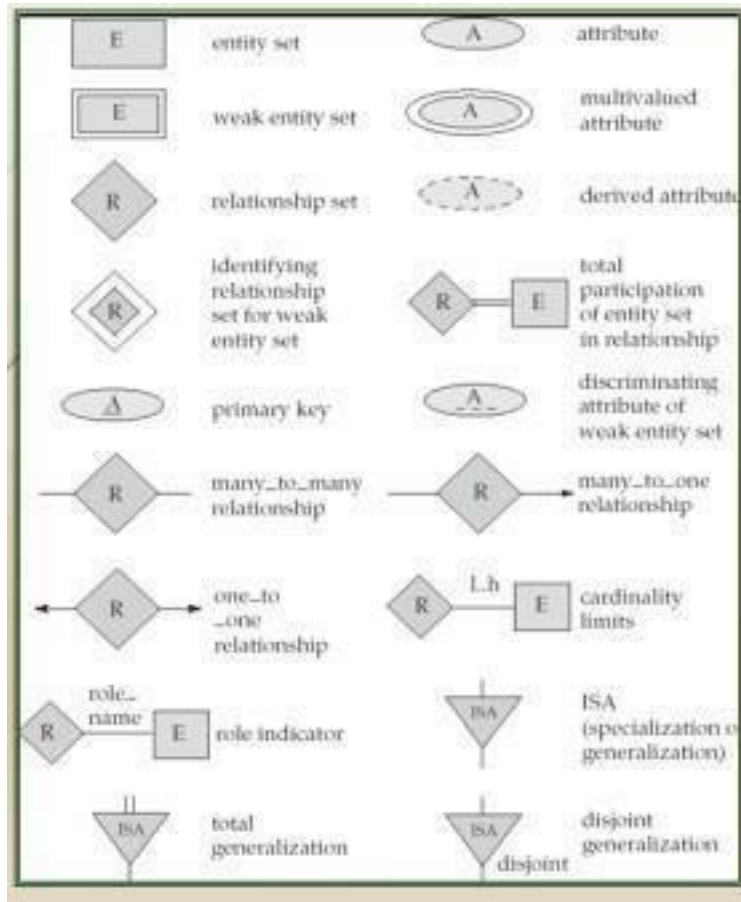 E
entity set
A
attribute
E
weak entity set
A
multivalued
attribute
R
relationship set
A
derived attribute
R
identifying
relationship
set for weak
entity set
R
E
total
participation
of entity set
in relationship
A
primary key
A
discriminating
attribute of
weak entity set
R
many_to_many
relationship
R
many_to_one
relationship
R
one_to
_one
relationship
R
l..h
E
cardinality
limits
R
role_
name
E
role indicator
ISA
ISA
(specialization o
generalization)
ISA
total
generalization
ISA
disjoint
disjoint
generalization